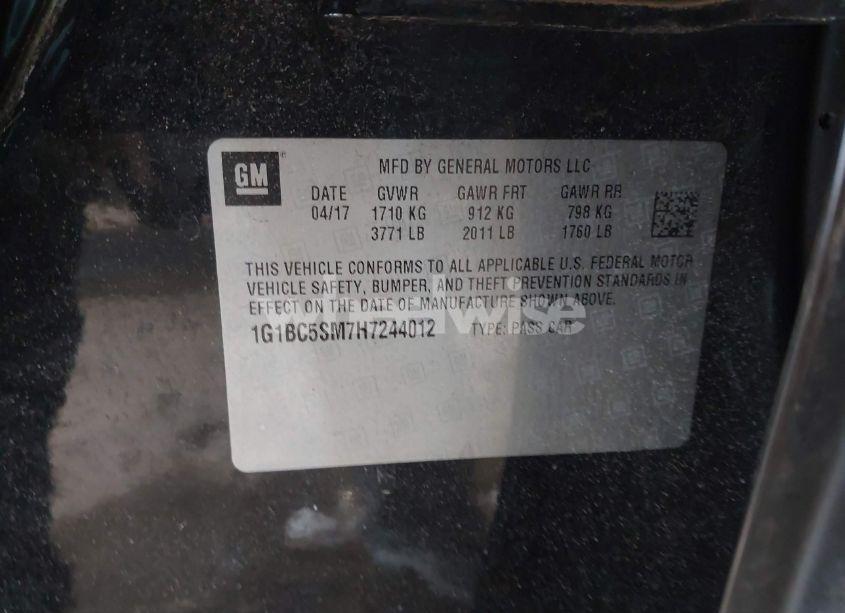 GM
MFD BY GENERAL MOTORS LLC
DATE GVWR GAWR FRT GAWR RR
04/17 1710 KG 912 KG 798 KG
3771 LB 2011 LB 1760 LB
THIS VEHICLE CONFORMS TO ALL APPLICABLE U.S. FEDERAL MOTOR
VEHICLE SAFETY, BUMPER, AND THEFT PREVENTION STANDARDS IN
EFFECT ON THE DATE OF MANUFACTURE SHOWN ABOVE.
1G1BC5SM7H7244012 TYPE: PASS CAR